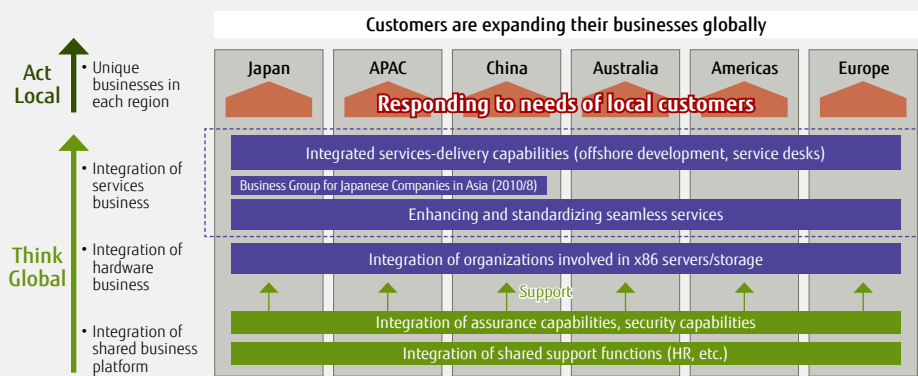 Customers are expanding their businesses globally
Act
Local
• Unique
businesses in
each region
Japan
APAC
China
Australia
Americas
Europe
Responding to needs of local customers
Think
Global
• Integration of
services
business
Integrated services-delivery capabilities (offshore development, service desks)
Business Group for Japanese Companies in Asia (2010/8)
Enhancing and standardizing seamless services
• Integration of
hardware
business
Integration of organizations involved in x86 servers/storage
Support
• Integration of
shared business
platform
Integration of assurance capabilities, security capabilities
Integration of shared support functions (HR, etc.)